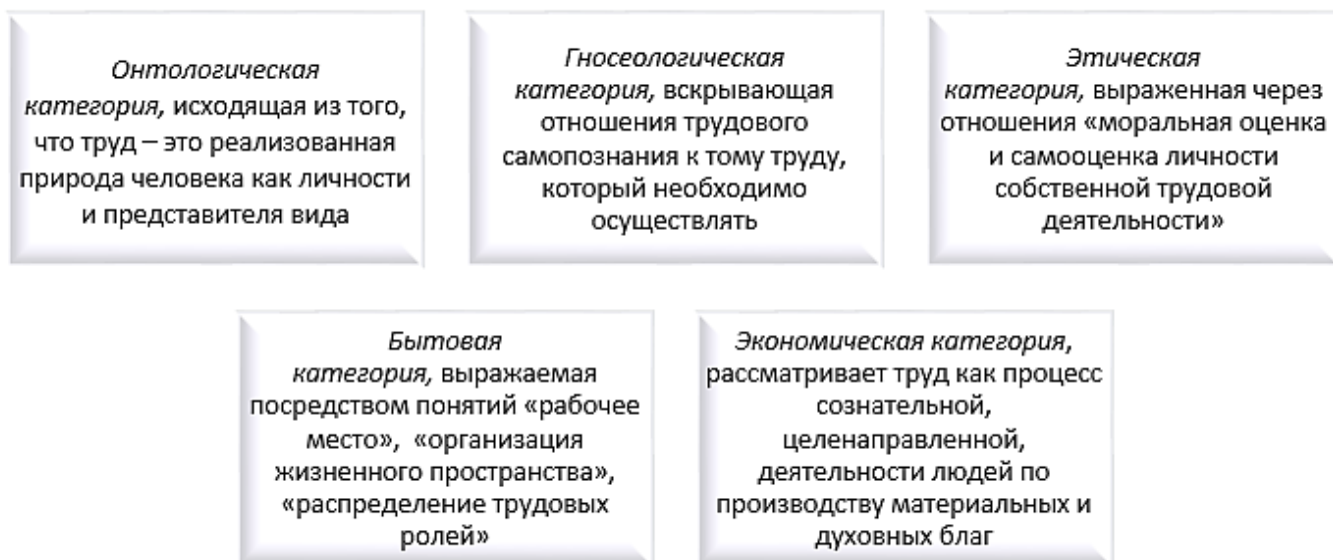 Онтологическая
категория, исходящая из того,
что труд – это реализованная
природа человека как личности
и представителя вида
Гносеологическая
категория, вскрывающая
отношения трудового
самопознания к тому труду,
который необходимо
осуществлять
Этическая
категория, выраженная через
отношения «моральная оценка
и самооценка личности
собственной трудовой
деятельности»
Бытовая
категория, выражаемая
посредством понятий «рабочее
место», «организация
жизненного пространства»,
«распределение трудовых
ролей»
Экономическая категория,
рассматривает труд как процесс
сознательной,
целенаправленной,
деятельности людей по
производству материальных и
духовных благ